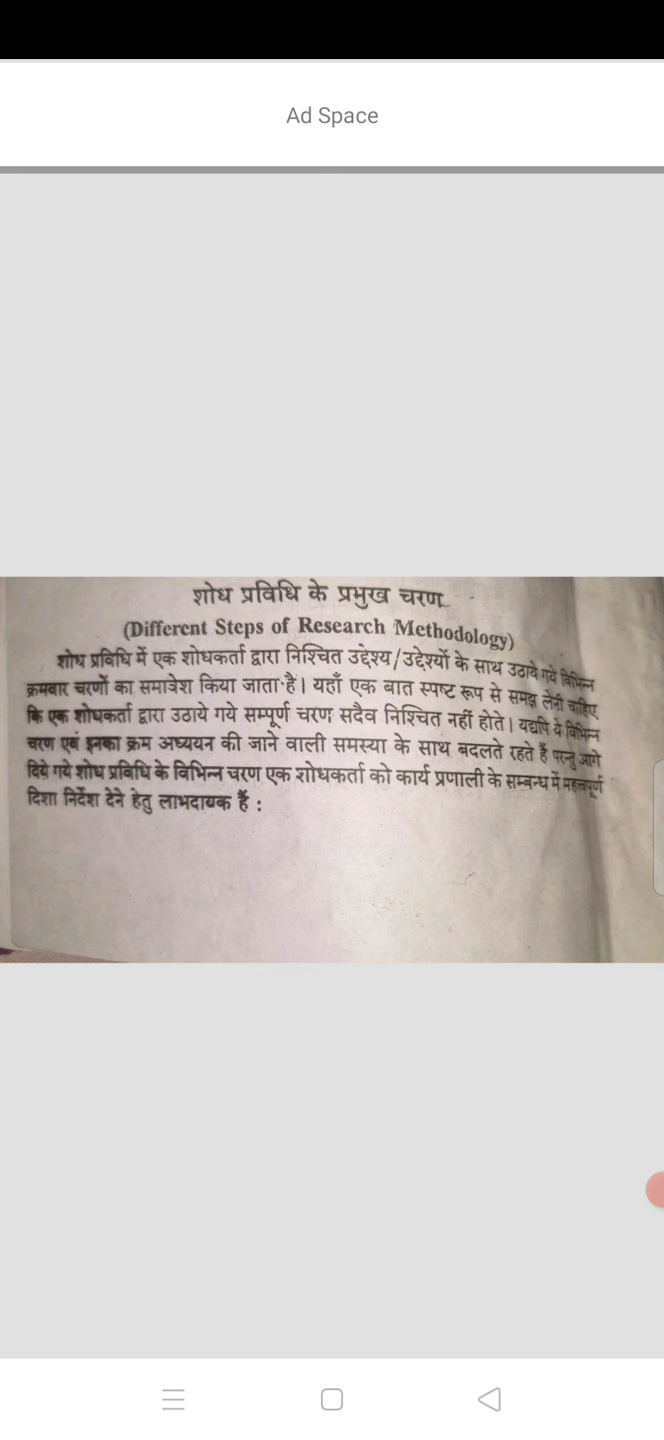 Ad Space
शोध प्रविधि के प्रमुख चरण
(Different Steps of Research Methodology)
शोध प्रविधि में एक शोधकर्ता द्वारा निश्चित उद्देश्य/उद्देश्यों के साथ उठाये गये विभिन्न
क्रमवार चरणों का समावेश किया जाता है। यहाँ एक बात स्पष्ट रूप से समझ लेनी चाहिए
कि एक शोधकर्ता द्वारा उठाये गये सम्पूर्ण चरण सदैव निश्चित नहीं होते। यद्यपि ये विभिन्न
चरण एवं इनका क्रम अध्ययन की जाने वाली समस्या के साथ बदलते रहते हैं परन्तु आगे
दिये गये शोध प्रविधि के विभिन्न चरण एक शोधकर्ता को कार्य प्रणाली के सम्बन्ध में महत्त्वपूर्ण
दिशा निर्देश देने हेतु लाभदायक हैं :